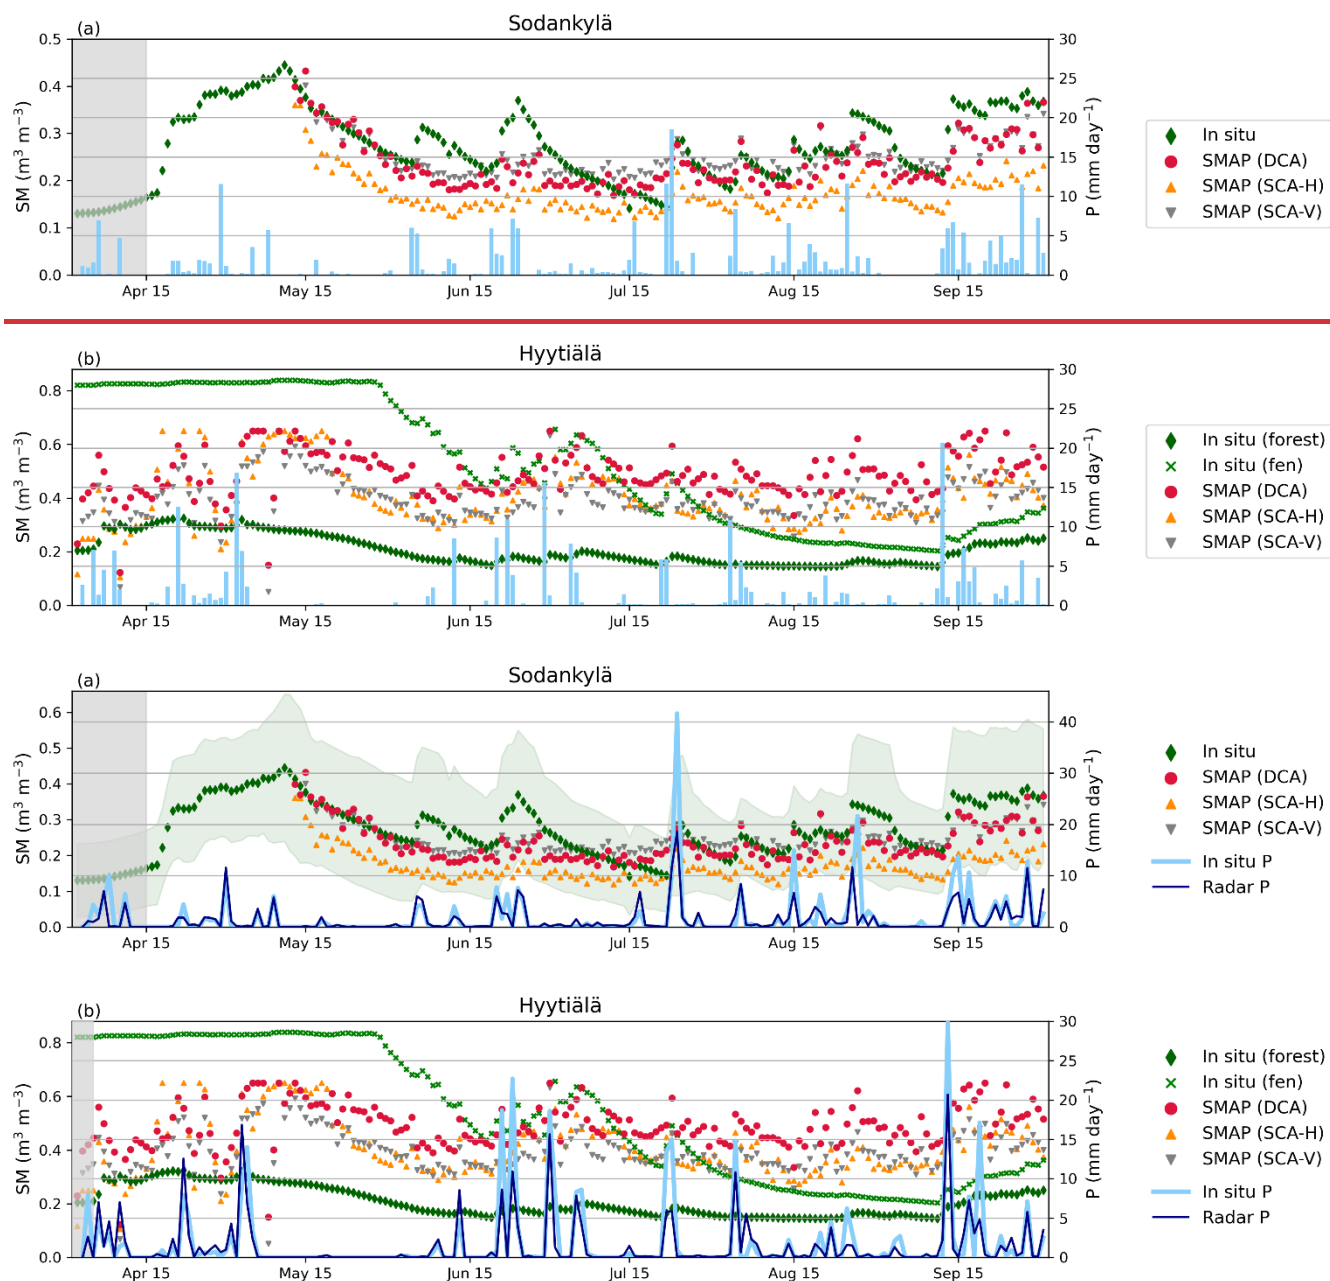 (a)
Sodankylä
SM (m³ m⁻³)
0.5
0.4
0.3
0.2
0.1
0.0
30
25
20
15
10
5
0
P (mm day⁻¹)
Apr 15
May 15
Jun 15
Jul 15
Aug 15
Sep 15
In situ
SMAP (DCA)
SMAP (SCA-H)
SMAP (SCA-V)
(b)
Hyytiälä
SM (m³ m⁻³)
0.8
0.6
0.4
0.2
0.0
30
25
20
15
10
5
0
P (mm day⁻¹)
Apr 15
May 15
Jun 15
Jul 15
Aug 15
Sep 15
In situ (forest)
In situ (fen)
SMAP (DCA)
SMAP (SCA-H)
SMAP (SCA-V)
(a)
Sodankylä
SM (m³ m⁻³)
0.6
0.5
0.4
0.3
0.2
0.1
0.0
40
30
20
10
0
P (mm day⁻¹)
Apr 15
May 15
Jun 15
Jul 15
Aug 15
Sep 15
In situ
SMAP (DCA)
SMAP (SCA-H)
SMAP (SCA-V)
In situ P
Radar P
(b)
Hyytiälä
SM (m³ m⁻³)
0.8
0.6
0.4
0.2
0.0
30
25
20
15
10
5
0
P (mm day⁻¹)
Apr 15
May 15
Jun 15
Jul 15
Aug 15
Sep 15
In situ (forest)
In situ (fen)
SMAP (DCA)
SMAP (SCA-H)
SMAP (SCA-V)
In situ P
Radar P